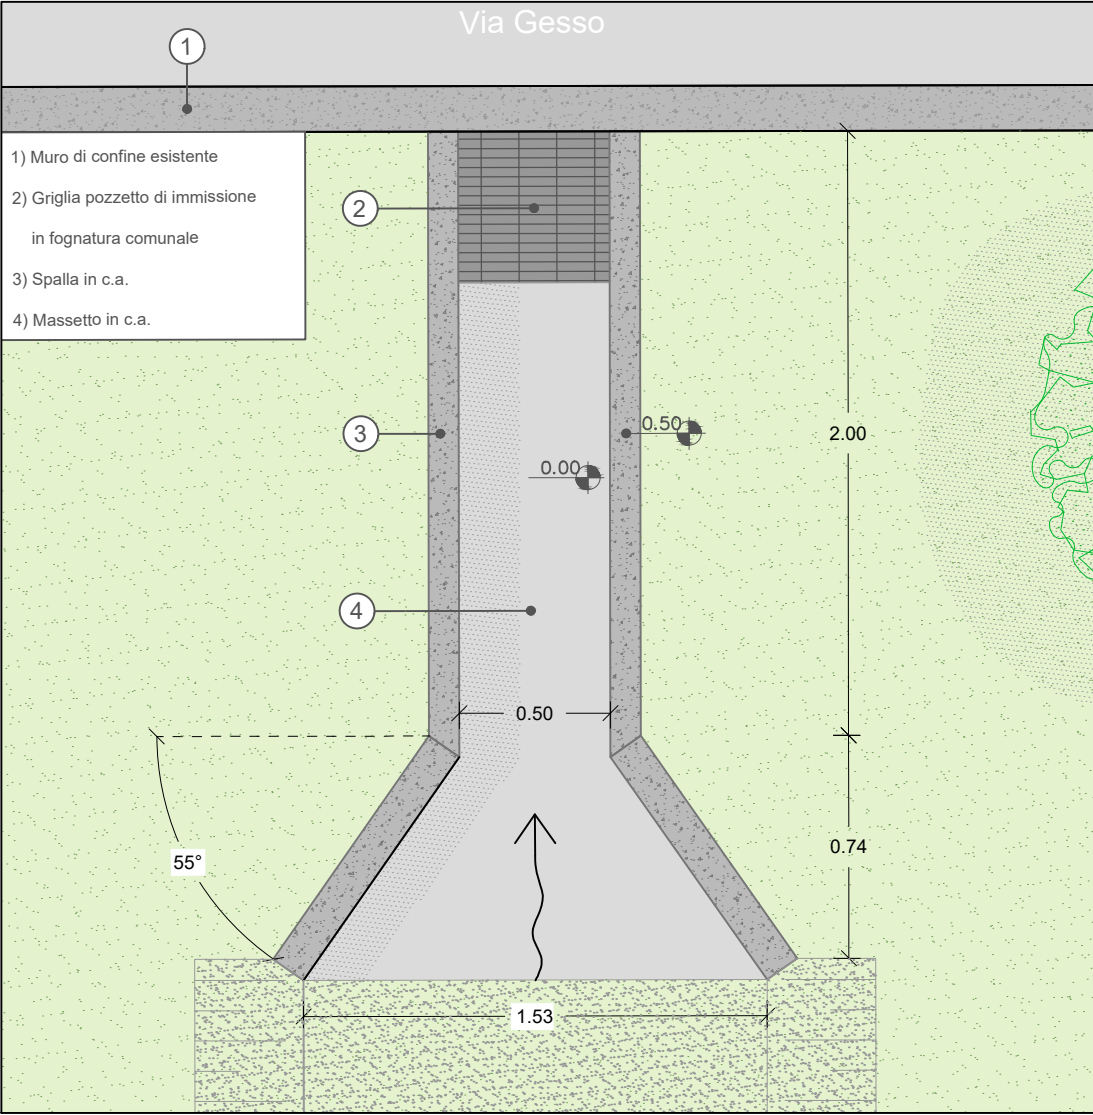 Via Gesso
1
1) Muro di confine esistente
2) Griglia pozzetto di immissione
in fognatura comunale
3) Spalla in c.a.
4) Massetto in c.a.
2
3
0.50
2.00
0.00
4
0.50
0.74
55°
1.53